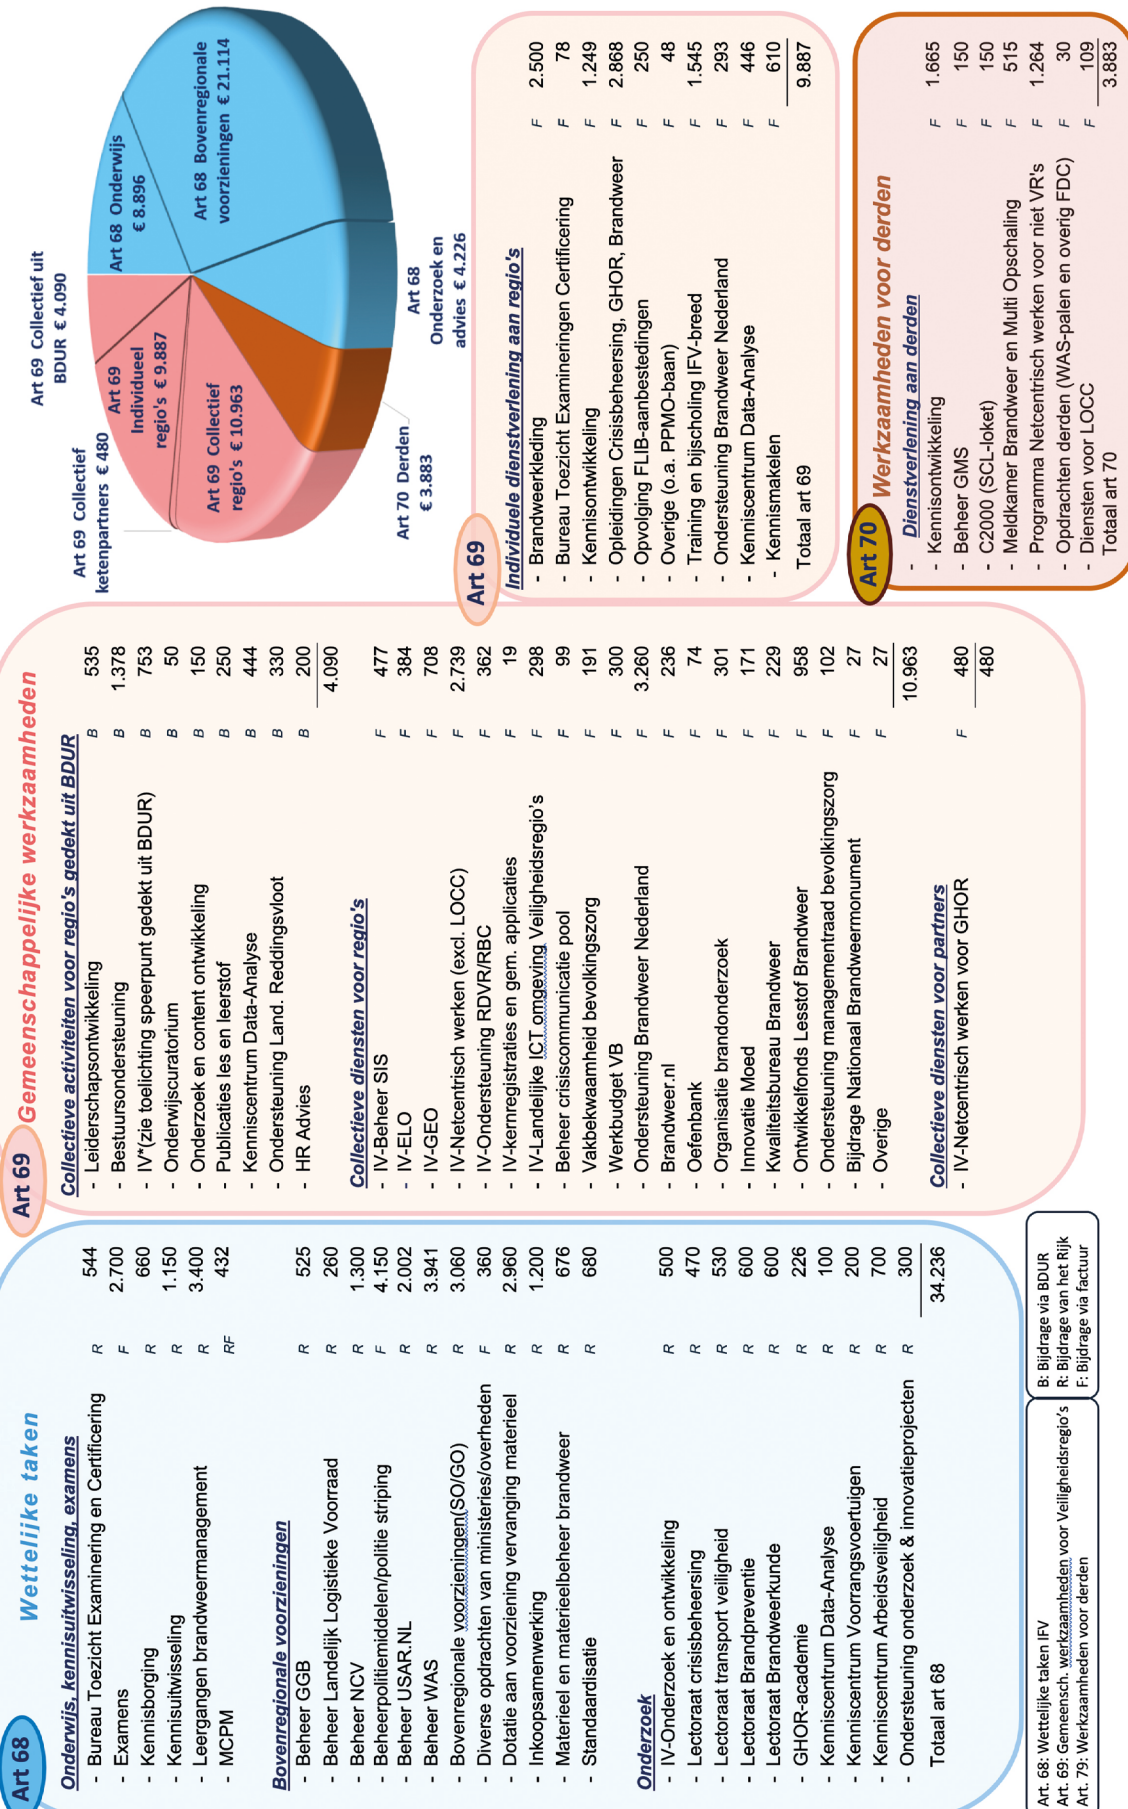 Art 68
Wettelijke taken
Onderwijs, kennisuitwisseling, examens
- Bureau Toezicht Examinering en Certificering R 544
- Examens F 2.700
- Kennisborging R 660
- Kennisuitwisseling R 1.150
- Leergangen brandweermanagement R 3.400
- MCPM RF 432
Bovenregionale voorzieningen
- Beheer GGB R 525
- Beheer Landelijk Logistieke Voorraad R 260
- Beheer NCV R 1.300
- Beheerpolitiemiddelen/politie striping F 4.150
- Beheer USAR.NL R 2.002
- Beheer WAS R 3.941
- Bovenregionale voorzieningen(SO/GO) R 3.060
- Diverse opdrachten van ministeries/overheden F 360
- Dotatie aan voorziening vervanging materieel R 2.960
- Inkoopsamenwerking R 1.200
- Materieel en materieelbeheer brandweer R 676
- Standaardisatie R 680
Onderzoek
- IV-Onderzoek en ontwikkeling R 500
- Lectoraat crisisbeheersing R 470
- Lectoraat transport veiligheid R 530
- Lectoraat Brandpreventie R 600
- Lectoraat Brandweerkunde R 600
- GHOR-academie R 226
- Kenniscentrum Data-Analyse R 100
- Kenniscentrum Voorrangsvoertuigen R 200
- Kenniscentrum Arbeidsveiligheid R 700
- Ondersteuning onderzoek & innovatieprojecten R 300
Totaal art 68 34.236
Art. 68: Wettelijke taken IFV
Art. 69: Gemeensch. werkzaamheden voor Veiligheidsregio's
Art. 79: Werkzaamheden voor derden
B: Bijdrage via BDUR
R: Bijdrage van het Rijk
F: Bijdrage via factuur
Art 69
Gemeenschappelijke werkzaamheden
Collectieve activiteiten voor regio's gedekt uit BDUR
- Leiderschapsontwikkeling B 535
- Bestuursondersteuning B 1.378
- IV*(zie toelichting speerpunt gedekt uit BDUR) B 753
- Onderwijscuratorium B 50
- Onderzoek en content ontwikkeling B 150
- Publicaties les en leerstof B 250
- Kenniscentrum Data-Analyse B 444
- Ondersteuning Land. Reddingsvloot B 330
- HR Advies B 200
4.090
Collectieve diensten voor regio's
- IV-Beheer SIS F 477
- IV-ELO F 384
- IV-GEO F 708
- IV-Netcentrisch werken (excl. LOCC) F 2.739
- IV-Ondersteuning RDVR/RBC F 362
- IV-kernregistraties en gem. applicaties F 19
- IV-Landelijke ICT omgeving Veiligheidsregio's F 298
- Beheer crisiscommunicatie pool F 99
- Vakbekwaamheid bevolkingszorg F 191
- Werkbudget VB F 300
- Ondersteuning Brandweer Nederland F 3.260
- Brandweer.nl F 236
- Oefenbank F 74
- Organisatie brandonderzoek F 301
- Innovatie Moed F 171
- Kwaliteitsbureau Brandweer F 229
- Ontwikkelfonds Lesstof Brandweer F 958
- Ondersteuning managementraad bevolkingszorg F 102
- Bijdrage Nationaal Brandweermonument F 27
- Overige F 27
10.963
Collectieve diensten voor partners
- IV-Netcentrisch werken voor GHOR F 480
480
Art 69 Collectief uit
BDUR € 4.090
Art 69 Collectief
ketenpartners € 480
Art 69
Individueel
regio's € 9.887
Art 69 Collectief
regio's € 10.963
Art 70 Derden
€ 3.883
Art 68 Onderwijs
€ 8.896
Art 68 Bovenregionale
voorzieningen € 21.114
Art 68
Onderzoek en
advies € 4.226
Art 69
Individuele dienstverlening aan regio's
- Brandweerkleding F 2.500
- Bureau Toezicht Examineringen Certificering F 78
- Kennisontwikkeling F 1.249
- Opleidingen Crisisbeheersing, GHOR, Brandweer F 2.868
- Opvolging FLIB-aanbestedingen F 250
- Overige (o.a. PPMO-baan) F 48
- Training en bijscholing IFV-breed F 1.545
- Ondersteuning Brandweer Nederland F 293
- Kenniscentrum Data-Analyse F 446
- Kennismakelen F 610
Totaal art 69 9.887
Art 70
Werkzaamheden voor derden
- Dienstverlening aan derden
- Kennisontwikkeling F 1.665
- Beheer GMS F 150
- C2000 (SCL-loket) F 150
- Meldkamer Brandweer en Multi Opschaling F 515
- Programma Netcentrisch werken voor niet VR's F 1.264
- Opdrachten derden (WAS-palen en overig FDC) F 30
- Diensten voor LOCC F 109
Totaal art 70 3.883